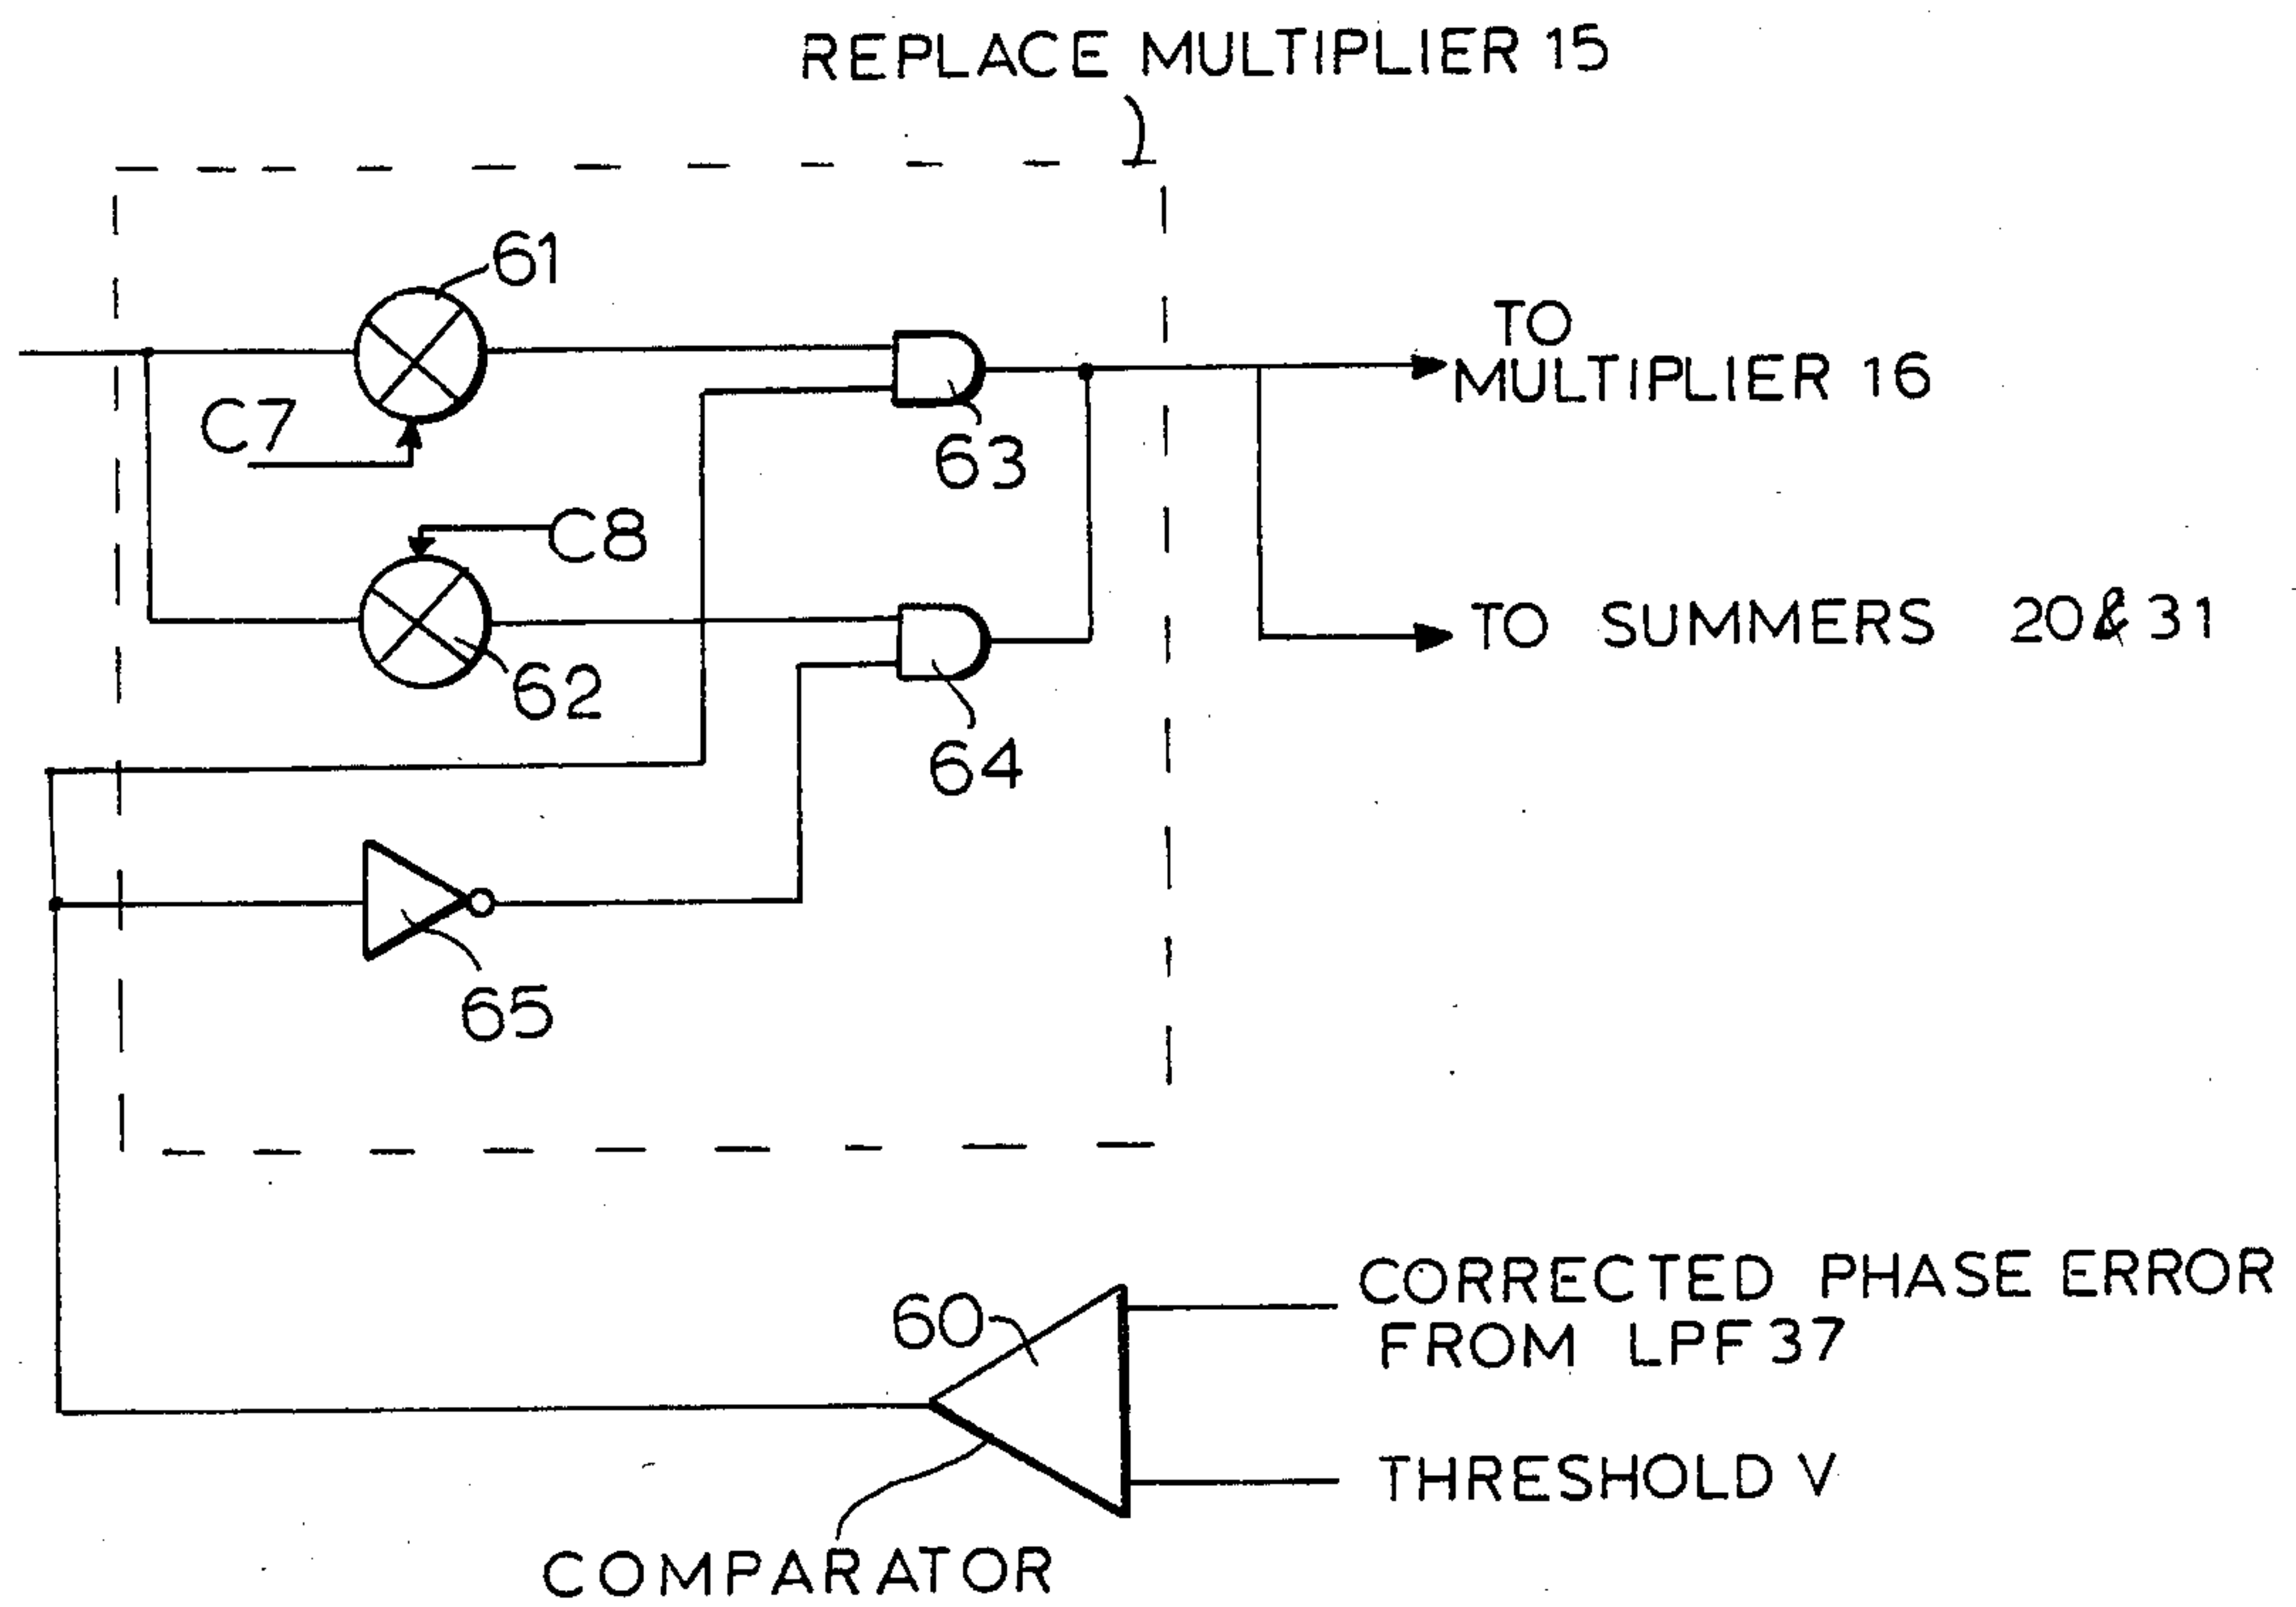 REPLACE MULTIPLIER 15
61
TO
MULTIPLIER 16
C7
63
C8
TO SUMMERS 20 & 31
62
64
65
CORRECTED PHASE ERROR
60
FROM LPF 37
THRESHOLD V
COMPARATOR